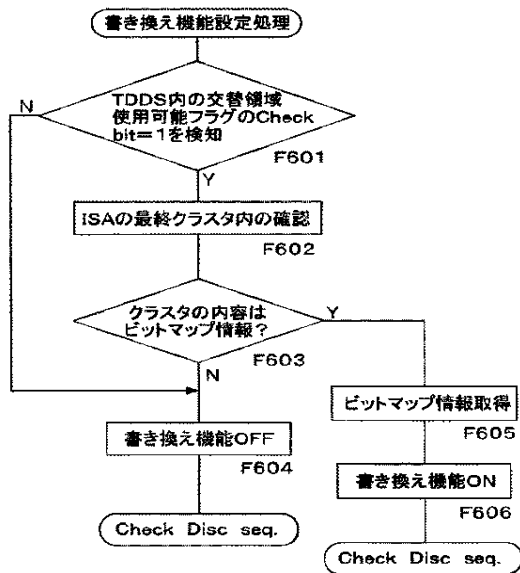 書き換え機能設定処理
N
TDDS内の交替領域
使用可能フラグのCheck
bit=1を検知
F601
Y
ISAの最終クラスタ内の確認
F602
クラスタの内容は
ビットマップ情報?
Y
F603
N
ビットマップ情報取得
F605
書き換え機能OFF
F604
書き換え機能ON
F606
Check Disc seq.
Check Disc seq.